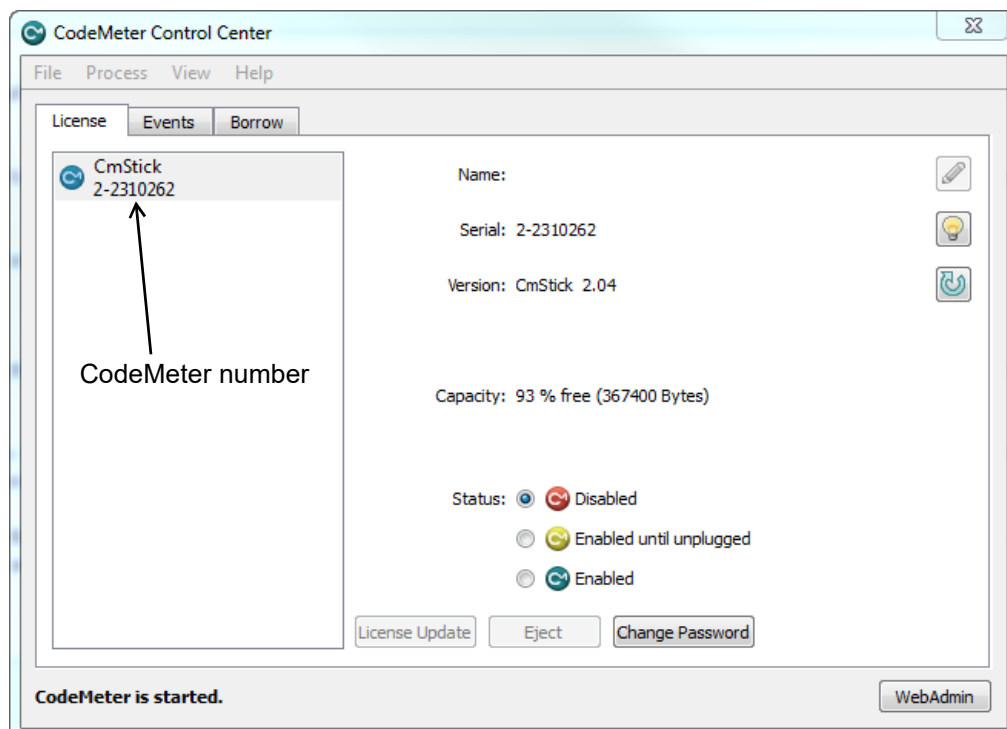 CodeMeter Control Center
File Process View Help
License Events Borrow
CmStick
2-2310262
CodeMeter number
Name:
Serial: 2-2310262
Version: CmStick 2.04
Capacity: 93 % free (367400 Bytes)
Status: Disabled
Enabled until unplugged
Enabled
License Update Eject Change Password
CodeMeter is started. WebAdmin